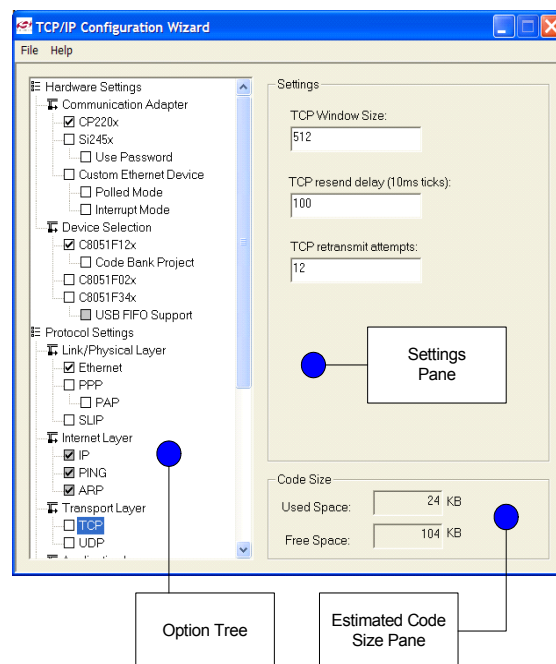 TCP/IP Configuration Wizard
File Help
Hardware Settings
Communication Adapter
CP220x
Si245x
Use Password
Custom Ethernet Device
Polled Mode
Interrupt Mode
Device Selection
C8051F12x
Code Bank Project
C8051F02x
C8051F34x
USB FIFO Support
Protocol Settings
Link/Physical Layer
Ethernet
PPP
PAP
SLIP
Internet Layer
IP
PING
ARP
Transport Layer
TCP
UDP
Settings
TCP Window Size:
512
TCP resend delay (10ms ticks):
100
TCP retransmit attempts:
12
Settings
Pane
Code Size
Used Space: 24 KB
Free Space: 104 KB
Option Tree
Estimated Code
Size Pane